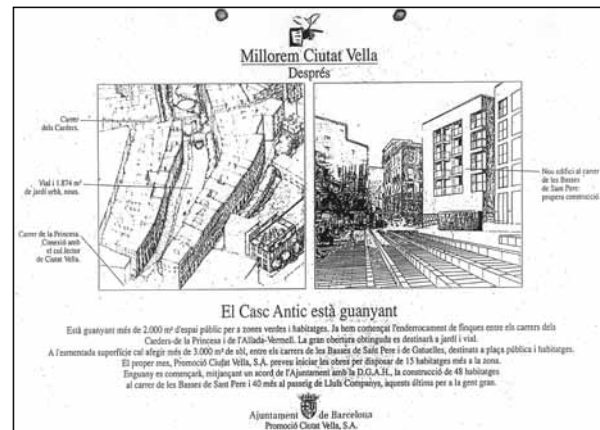 Millorem Ciutat Vella
Després
Carrer
dels Carders.
Vial i 1.874 m²
de jardí urbà, nous.
Carrer de la Princesa.
Conexió amb
el col.lector
de Ciutat Vella.
Nou edifici al carrer
de les Basses
de Sant Pere:
propera construcció.
El Casc Antic està guanyant
Està guanyant més de 2.000 m² d'espai públic per a zones verdes i habitatges. Ja hem començat l'enderrocament de finques entre els carrers dels
Carders-de la Princesa i de l'Allada-Vermell. La gran obertura obtinguda es destinarà a jardí i vial.
A l'esmentada superfície cal afegir més de 3.000 m² de sòl, entre els carrers de les Basses de Sant Pere i de Gatuelles, destinats a plaça pública i habitatges.
El proper mes, Promoció Ciutat Vella, S.A. preveu iniciar les obres per disposar de 15 habitatges més a la zona.
Enguany es començarà, mitjançant un acord de l'Ajuntament amb la D.G.A.H., la construcció de 48 habitatges
al carrer de les Basses de Sant Pere i 40 més al passeig de Lluís Companys, aquests últims per a la gent gran.
Ajuntament de Barcelona
Promoció Ciutat Vella, S.A.